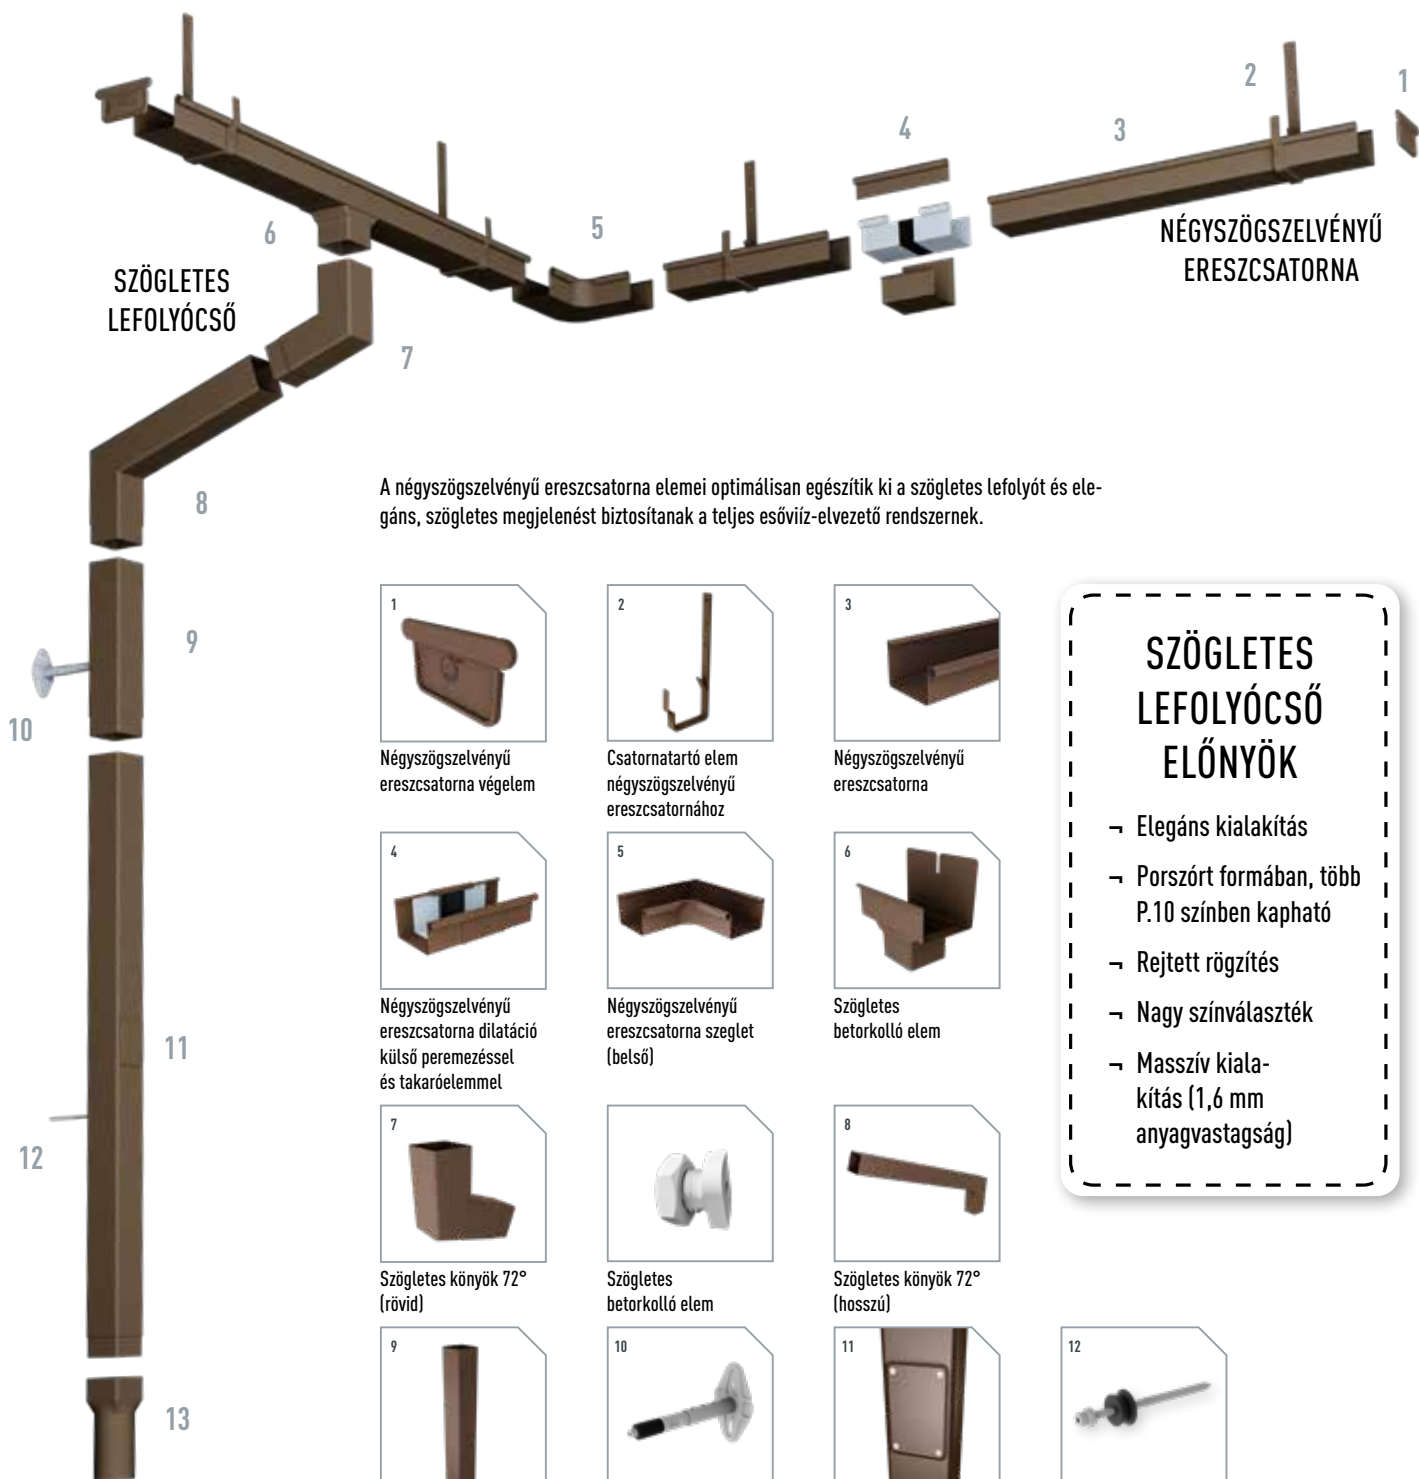 2
1
4
3
6
5
NÉGYSZÖGSZELVÉNYŰ
ERESZCSATORNA
SZÖGLETES
LEFOLYÓCSŐ
7
8
A négyszögszelvényű ereszcsatorna elemei optimálisan egészítik ki a szögletes lefolyót és ele-
gáns, szögletes megjelenést biztosítanak a teljes esővííz-elvezető rendszernek.
9
10
11
12
13
1
Négyszögszelvényű
ereszcsatorna végelem
2
Csatornatartó elem
négyszögszelvényű
ereszcsatornához
3
Négyszögszelvényű
ereszcsatorna
4
Négyszögszelvényű
ereszcsatorna dilatáció
külső peremezéssel
és takaróelemmel
5
Négyszögszelvényű
ereszcsatorna szeglet
(belső)
6
Szögletes
betorkolló elem
7
Szögletes könyök 72°
(rövid)
Szögletes
betorkolló elem
8
Szögletes könyök 72°
(hosszú)
9
10
11
12
SZÖGLETES
LEFOLYÓCSŐ
ELŐNYÖK
¬ Elegáns kialakítás
¬ Porszórt formában, több
P.10 színben kapható
¬ Rejtett rögzítés
¬ Nagy színválaszték
¬ Masszív kiala-
kítás (1,6 mm
anyagvastagság)